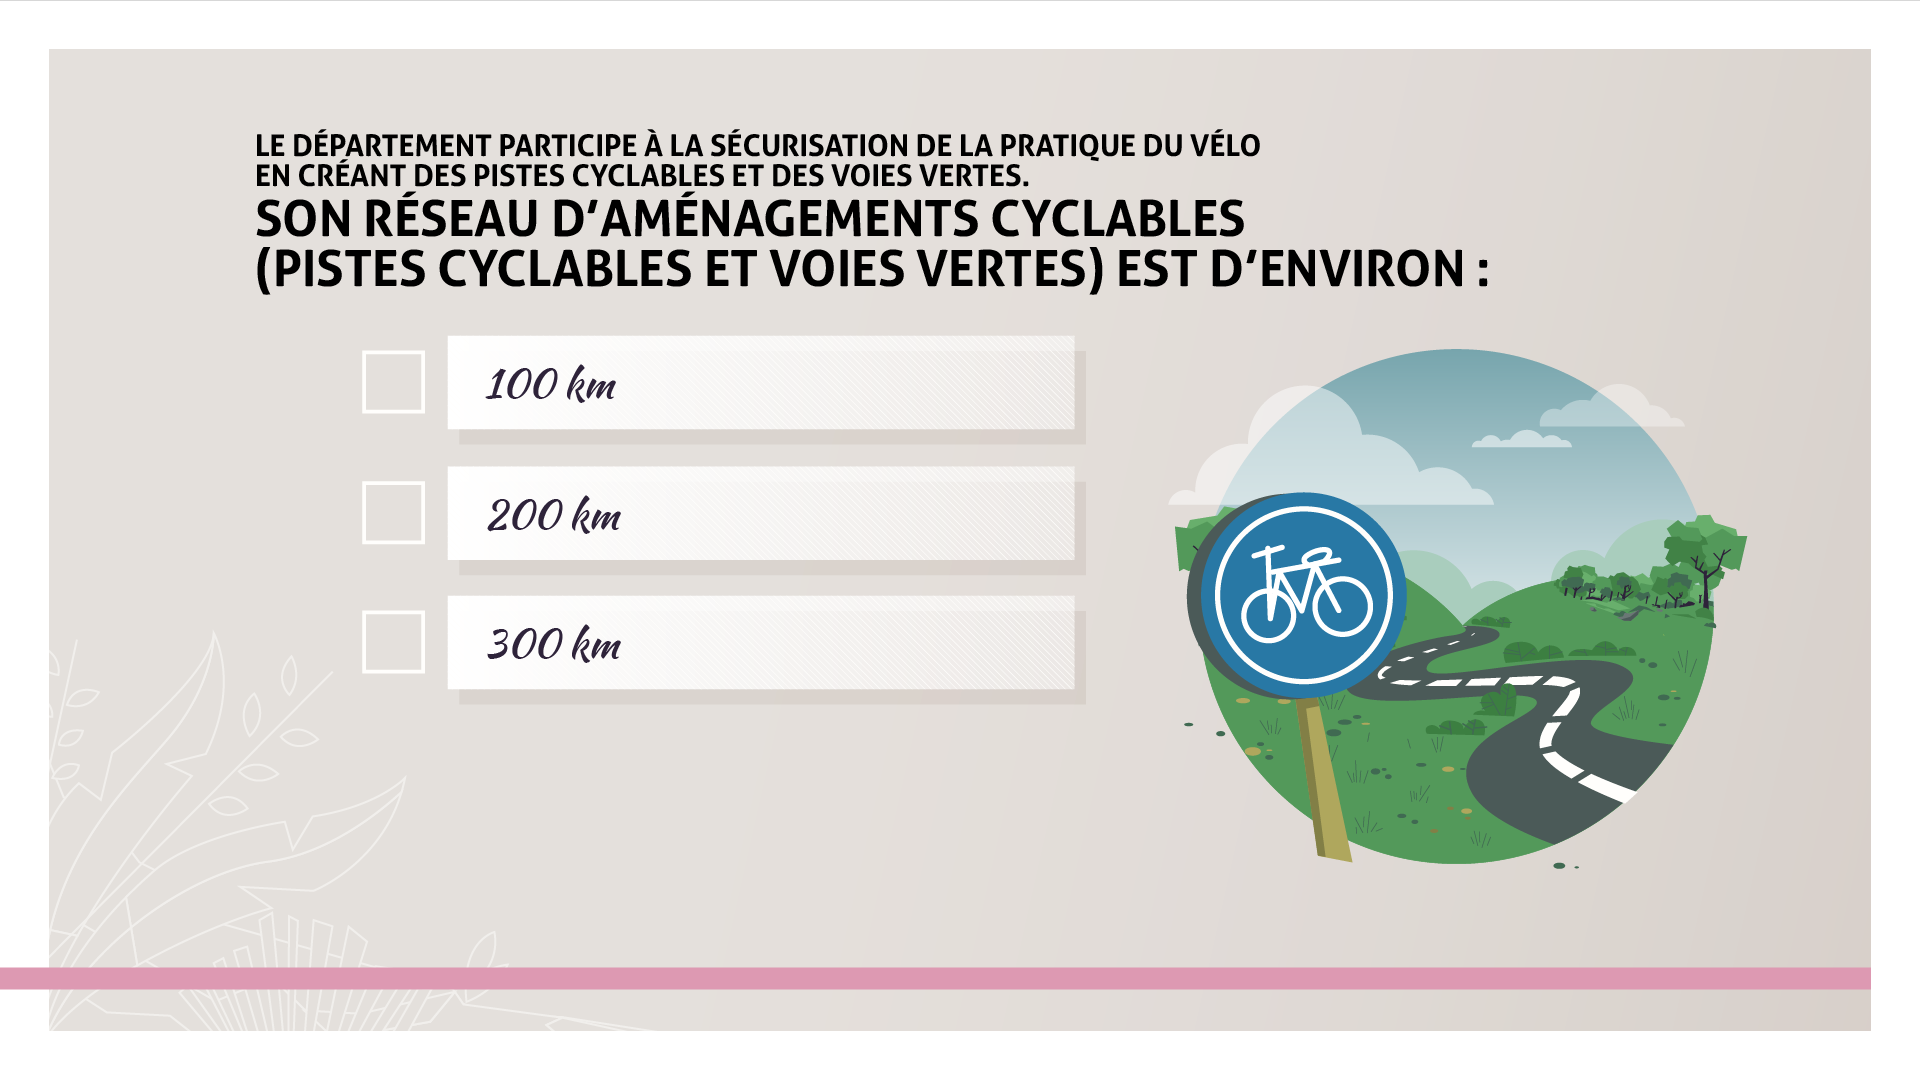 LE DÉPARTEMENT PARTICIPE À LA SÉCURISATION DE LA PRATIQUE DU VÉLO
EN CRÉANT DES PISTES CYCLABLES ET DES VOIES VERTES.
SON RÉSEAU D’AMÉNAGEMENTS CYCLABLES
(PISTES CYCLABLES ET VOIES VERTES) EST D’ENVIRON :
100 km
200 km
300 km